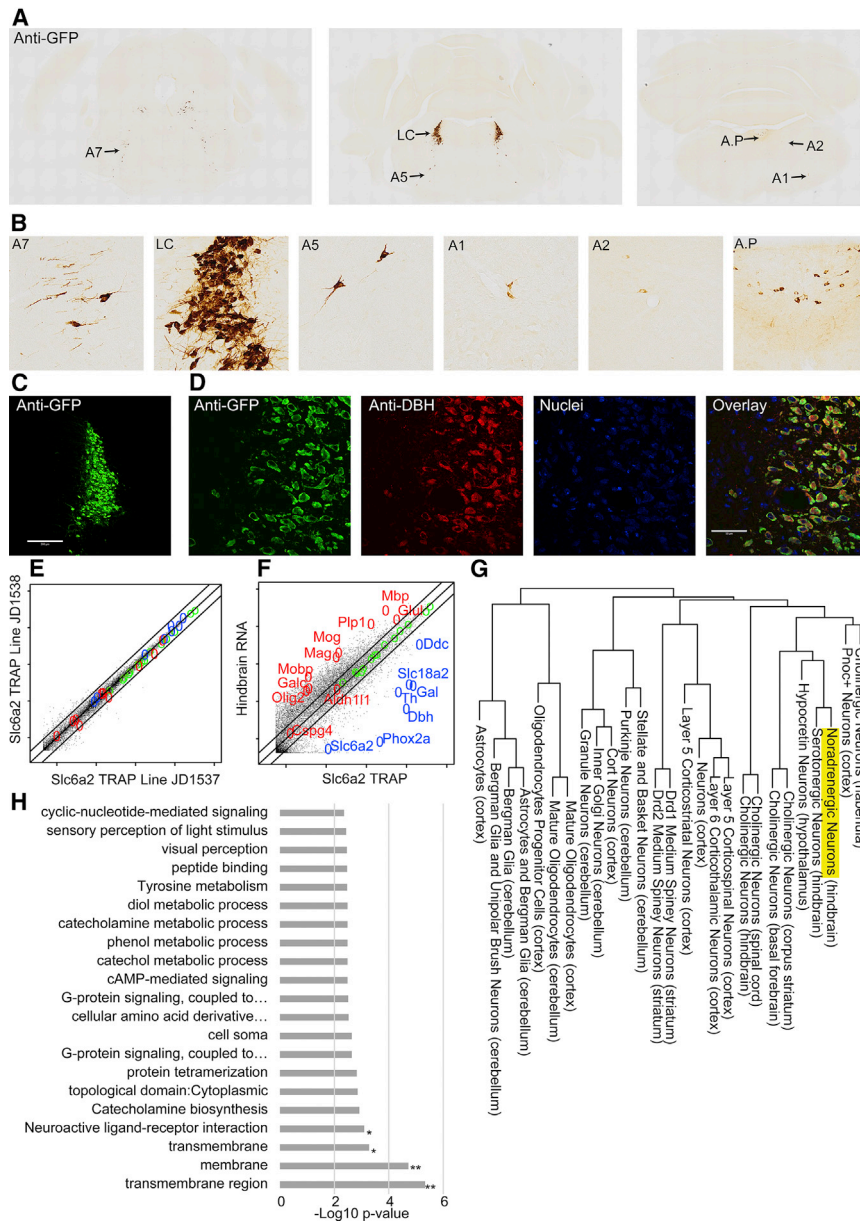 A
Anti-GFP
A7
LC
A5
A.P
A2
A1
B
A7
LC
A5
A1
A2
A.P
C
Anti-GFP
D
Anti-GFP
Anti-DBH
Nuclei
Overlay
E
Slc6a2 TRAP Line JD1538
Slc6a2 TRAP Line JD1537
F
Hindbrain RNA
Mbp
Glul
Plp1
Mog
Mag
Mobp
Galc
Olig2
Aldh1l1
Cspg4
Ddc
Slc18a2
Gal
Th
Dbh
Phox2a
Slc6a2
Slc6a2 TRAP
G
Astrocytes (cortex)
Bergman Glia and Unipolar Brush Neurons (cerebellum)
Bergman Glia (cerebellum)
Astrocytes and Bergman Glia (cerebellum)
Oligodendrocytes Progenitor Cells (cortex)
Mature Oligodendrocytes (cerebellum)
Mature Oligodendrocytes (cortex)
Granule Neurons (cerebellum)
Inner Golgi Neurons (cerebellum)
Cort Neurons (cortex)
Purkinje Neurons (cerebellum)
Stellate and Basket Neurons (cerebellum)
Drd2 Medium Spiney Neurons (striatum)
Drd1 Medium Spiney Neurons (striatum)
Layer 5 Corticostriatal Neurons (cortex)
Neurons (cortex)
Layer 6 Corticothalamic Neurons (cortex)
Layer 5 Corticospinal Neurons (cortex)
Cholinergic Neurons (hindbrain)
Cholinergic Neurons (spinal cord)
Cholinergic Neurons (basal forebrain)
Cholinergic Neurons (corpus striatum)
Hypocretin Neurons (hypothalamus)
Serotonergic Neurons (hindbrain)
Noradrenergic Neurons (hindbrain)
Pnoc+ Neurons (cortex)
Cholinergic Neurons (habenula)
H
cyclic-nucleotide-mediated signaling
sensory perception of light stimulus
visual perception
peptide binding
Tyrosine metabolism
diol metabolic process
catecholamine metabolic process
phenol metabolic process
catechol metabolic process
cAMP-mediated signaling
G-protein signaling, coupled to…
cellular amino acid derivative…
cell soma
G-protein signaling, coupled to…
protein tetramerization
topological domain:Cytoplasmic
Catecholamine biosynthesis
Neuroactive ligand-receptor interaction *
transmembrane *
membrane **
transmembrane region **
0 2 4 6
-Log10 p-value